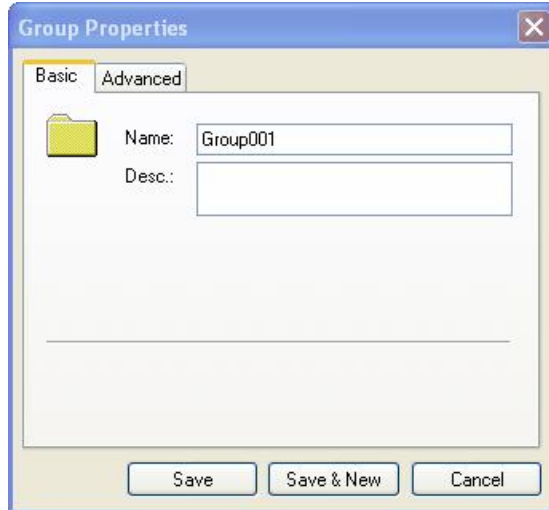 Group Properties
Basic Advanced
Name: Group001
Desc.:
Save Save & New Cancel